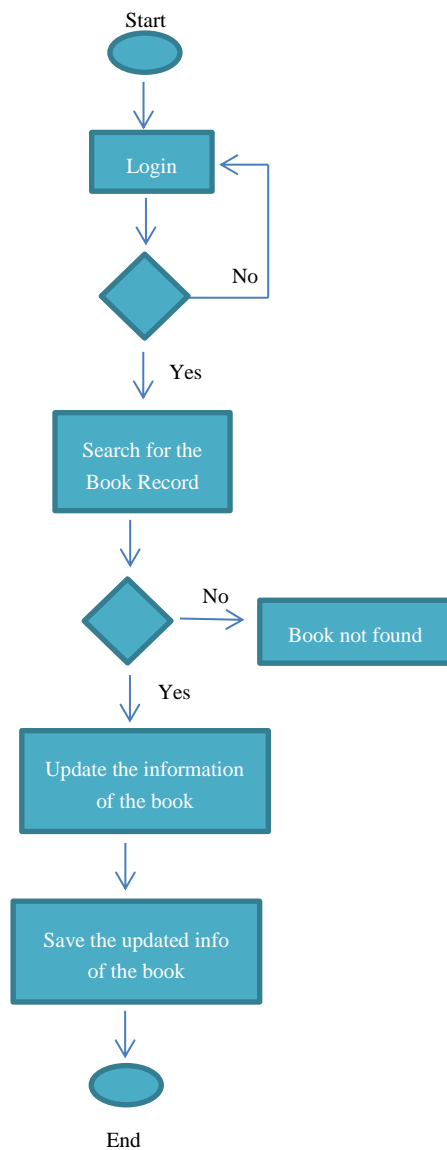 Start
Login
No
Yes
Search for the
Book Record
No
Book not found
Yes
Update the information
of the book
Save the updated info
of the book
End